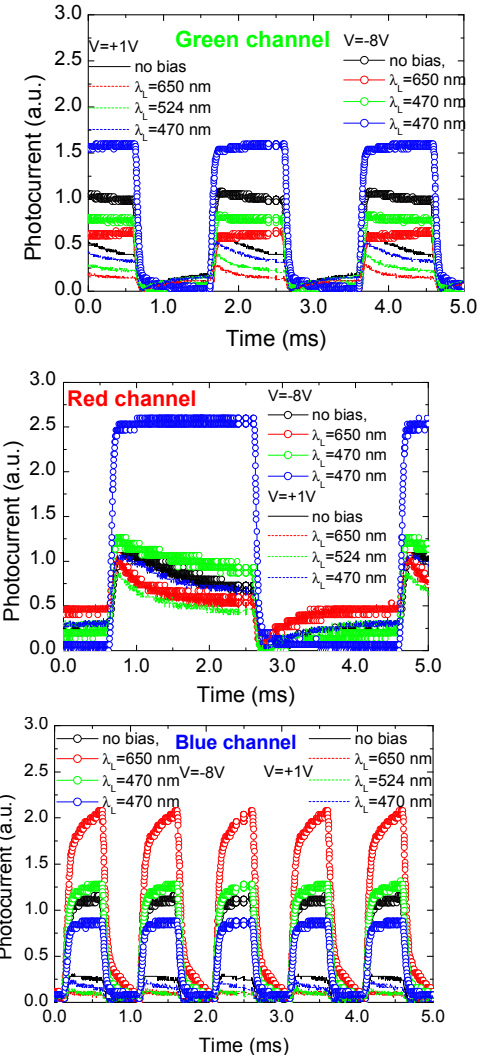 Green channel
V=+1V
no bias
λL=650 nm
λL=524 nm
λL=470 nm
V=-8V
no bias,
λL=650 nm
λL=470 nm
λL=470 nm
Photocurrent (a.u.)
3.0
2.5
2.0
1.5
1.0
0.5
0.0
0.0 1.0 2.0 3.0 4.0 5.0
Time (ms)
Red channel
V=-8V
no bias,
λL=650 nm
λL=470 nm
λL=470 nm
V=+1V
no bias
λL=650 nm
λL=524 nm
λL=470 nm
Photocurrent (a.u.)
3.0
2.5
2.0
1.5
1.0
0.5
0.0
0.0 1.0 2.0 3.0 4.0 5.0
Time (ms)
Blue channel
no bias,
λL=650 nm
λL=470 nm
λL=470 nm
V=-8V
V=+1V
no bias
λL=650 nm
λL=524 nm
λL=470 nm
Photocurrent (a.u.)
3.0
2.5
2.0
1.5
1.0
0.5
0.0
0.0 1.0 2.0 3.0 4.0 5.0
Time (ms)